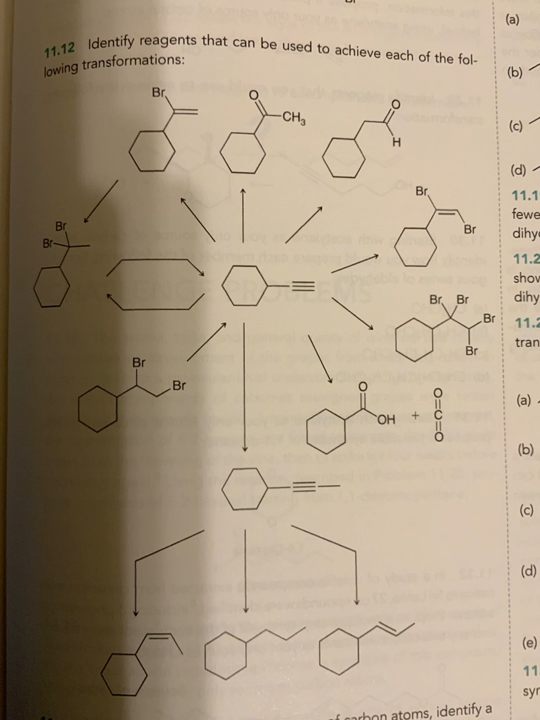 11.12 Identify reagents that can be used to achieve each of the fol-
lowing transformations:
Br
O
CH3
O
H
Br
Br
Br
Br
Br Br
Br
Br
Br
Br
O
OH
+
O
C
O
of carbon atoms, identify a
(a)
(b)
(c)
(d)
11.1
fewe
dihy
11.2
show
dihy
11.2
tran
(a)
(b)
(c)
(d)
(e)
11
syr